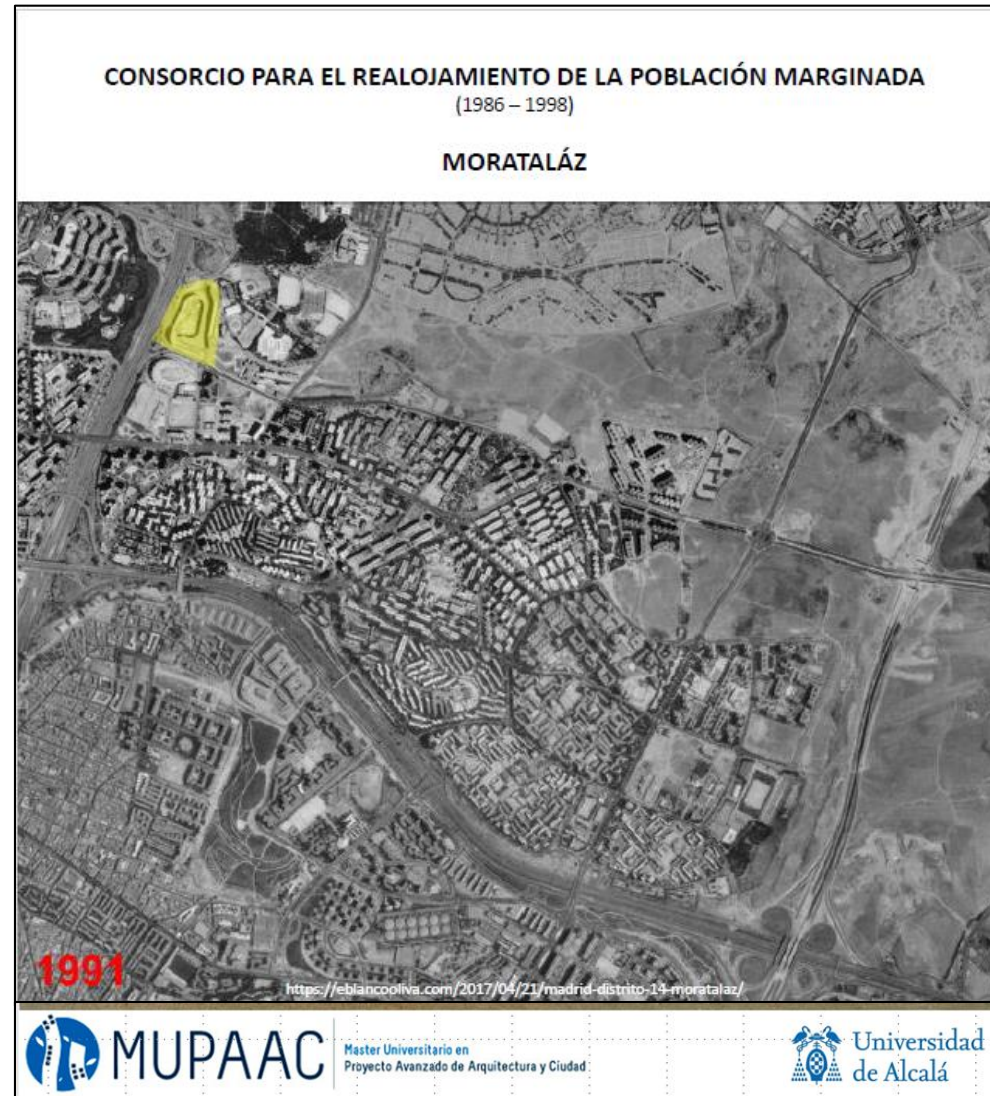 CONSORCIO PARA EL REALOJAMIENTO DE LA POBLACIÓN MARGINADA
(1986 – 1998)
MORATALÁZ
1991
https://eblancooliva.com/2017/04/21/madrid-distrito-14-moratalaz/
MUPAAC
Master Universitario en
Proyecto Avanzado de Arquitectura y Ciudad
Universidad
de Alcalá